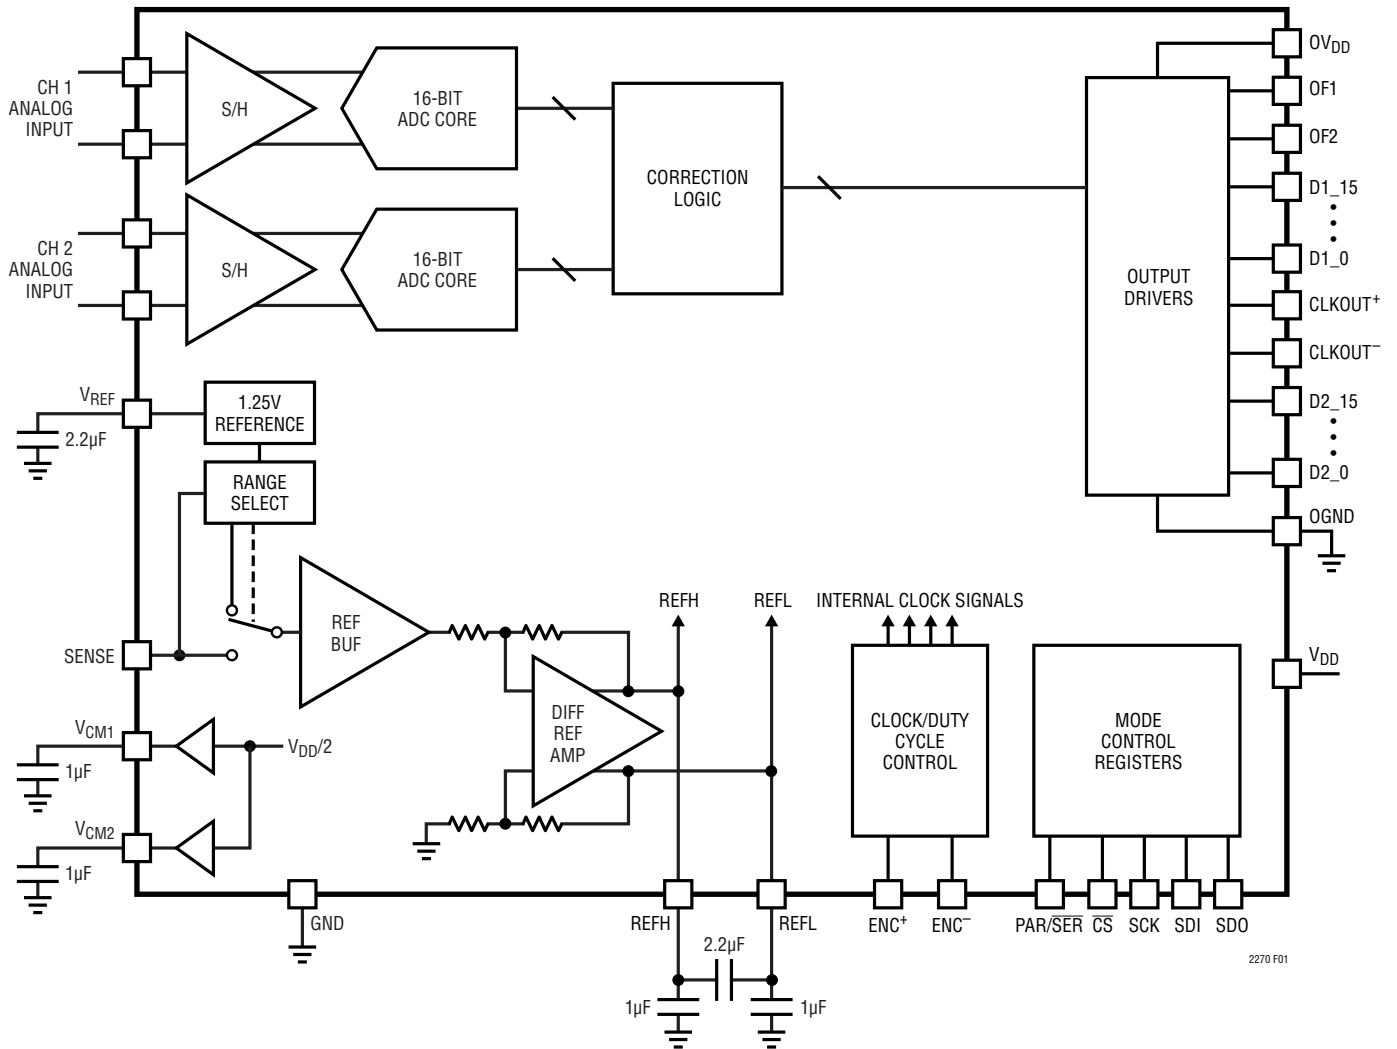 CH 1
ANALOG
INPUT
S/H
16-BIT
ADC CORE
CH 2
ANALOG
INPUT
S/H
16-BIT
ADC CORE
CORRECTION
LOGIC
OUTPUT
DRIVERS
OVDD
OF1
OF2
D1_15
D1_0
CLKOUT+
CLKOUT–
D2_15
D2_0
OGND
VDD
VREF
2.2µF
1.25V
REFERENCE
RANGE
SELECT
SENSE
REF
BUF
DIFF
REF
AMP
REFH
REFL
INTERNAL CLOCK SIGNALS
CLOCK/DUTY
CYCLE
CONTROL
MODE
CONTROL
REGISTERS
VCM1
1µF
VDD/2
VCM2
1µF
GND
REFH
REFL
2.2µF
1µF
1µF
ENC+
ENC–
PAR/SER
CS
SCK
SDI
SDO
2270 F01